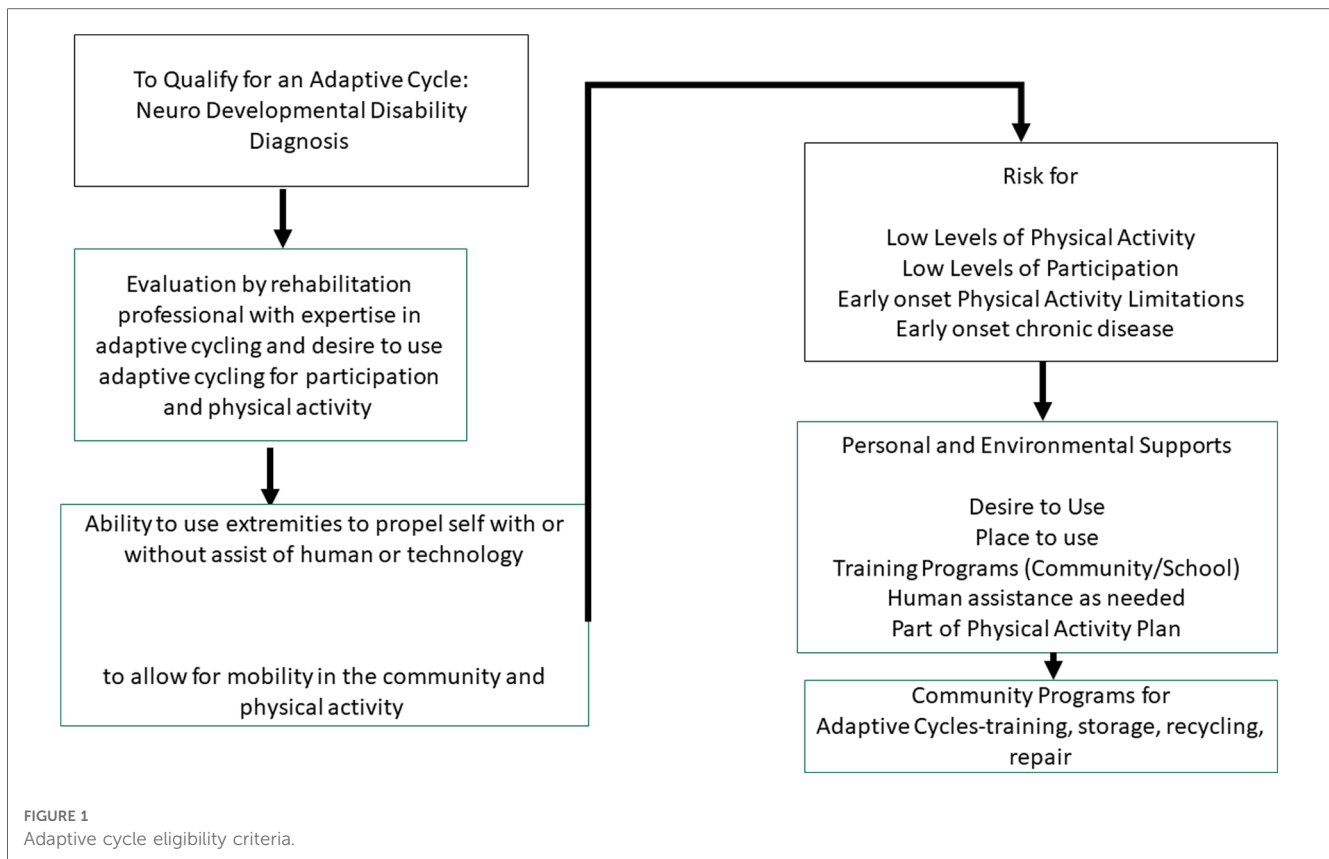 To Qualify for an Adaptive Cycle:
Neuro Developmental Disability
Diagnosis
Evaluation by rehabilitation
professional with expertise in
adaptive cycling and desire to use
adaptive cycling for participation
and physical activity
Ability to use extremities to propel self with or
without assist of human or technology
to allow for mobility in the community and
physical activity
Risk for
Low Levels of Physical Activity
Low Levels of Participation
Early onset Physical Activity Limitations
Early onset chronic disease
Personal and Environmental Supports
Desire to Use
Place to use
Training Programs (Community/School)
Human assistance as needed
Part of Physical Activity Plan
Community Programs for
Adaptive Cycles-training, storage, recycling,
repair
FIGURE 1
Adaptive cycle eligibility criteria.